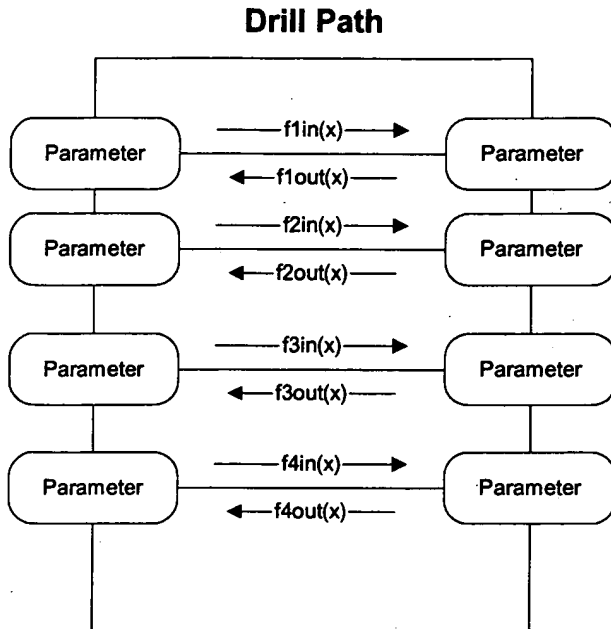 Drill Path
f1in(x)
Parameter Parameter
f1out(x)
f2in(x)
Parameter Parameter
f2out(x)
f3in(x)
Parameter Parameter
f3out(x)
f4in(x)
Parameter Parameter
f4out(x)